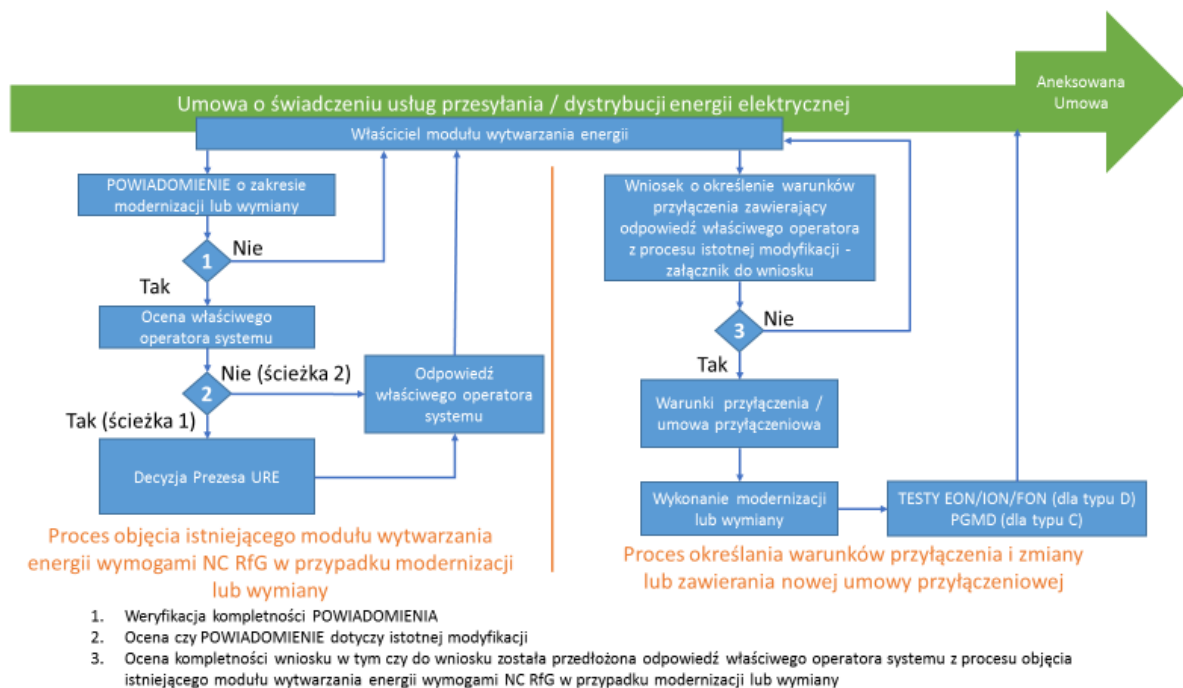 Aneksowana
Umowa
Umowa o świadczeniu usług przesyłania / dystrybucji energii elektrycznej
Właściciel modułu wytwarzania energii
POWIADOMIENIE o zakresie
modernizacji lub wymiany
1
Nie
Tak
Ocena właściwego
operatora systemu
2
Nie (ścieżka 2)
Tak (ścieżka 1)
Odpowiedź
właściwego operatora
systemu
Decyzja Prezesa URE
Proces objęcia istniejącego modułu wytwarzania
energii wymogami NC RfG w przypadku modernizacji
lub wymiany
Wniosek o określenie warunków
przyłączenia zawierający
odpowiedź właściwego operatora
z procesu istotnej modyfikacji -
załącznik do wniosku
3
Nie
Tak
Warunki przyłączenia /
umowa przyłączeniowa
Wykonanie modernizacji
lub wymiany
TESTY EON/ION/FON (dla typu D)
PGMD (dla typu C)
Proces określania warunków przyłączenia i zmiany
lub zawierania nowej umowy przyłączeniowej
1. Weryfikacja kompletności POWIADOMIENIA
2. Ocena czy POWIADOMIENIE dotyczy istotnej modyfikacji
3. Ocena kompletności wniosku w tym czy do wniosku została przedłożona odpowiedź właściwego operatora systemu z procesu objęcia
istniejącego modułu wytwarzania energii wymogami NC RfG w przypadku modernizacji lub wymiany